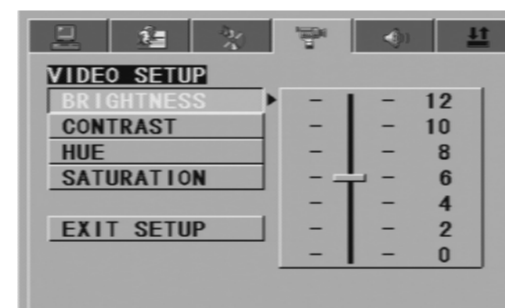 VIDEO SETUP
BRIGHTNESS
CONTRAST
HUE
SATURATION
EXIT SETUP
12
10
8
6
4
2
0